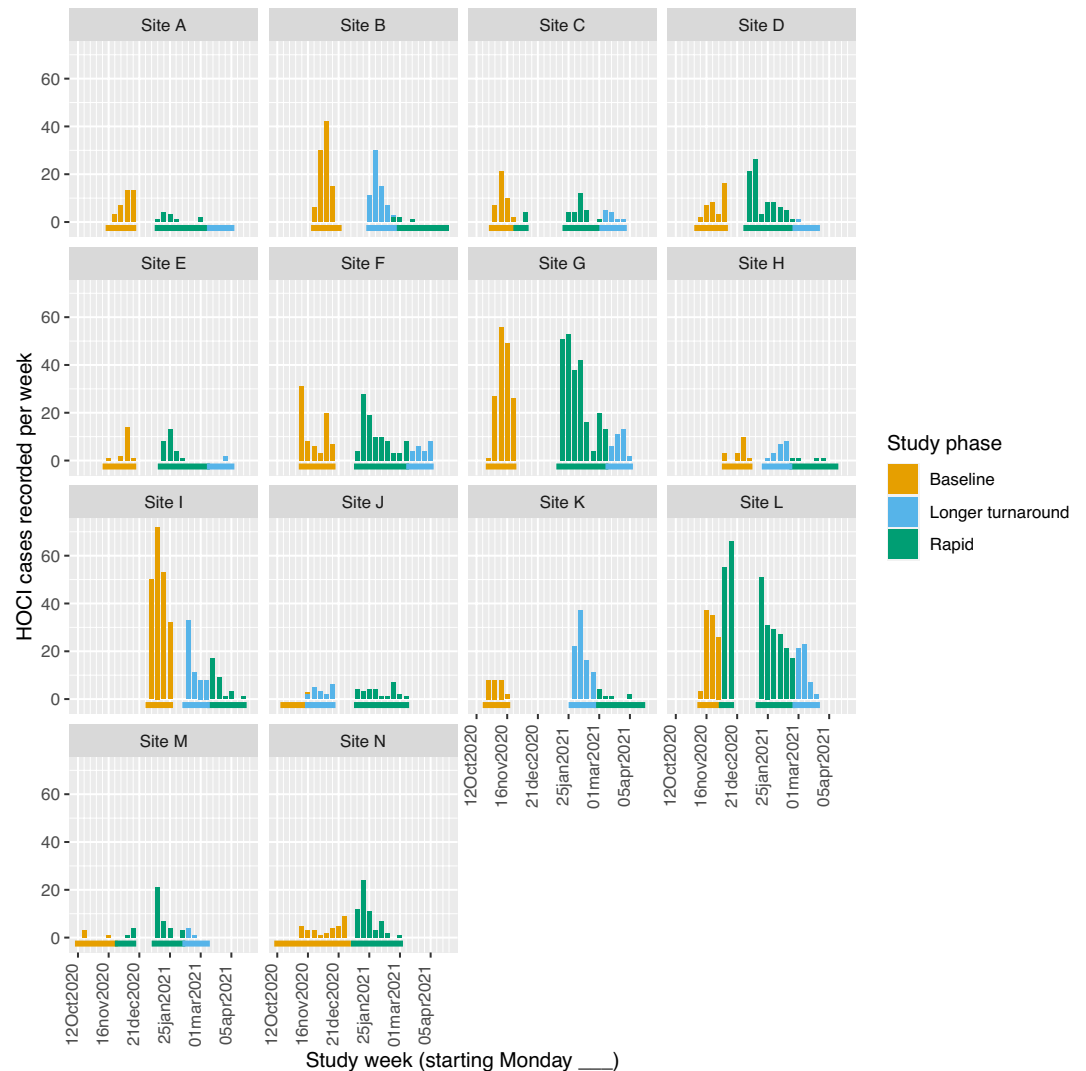 Site A
Site B
Site C
Site D
60
40
20
0
Site E
Site F
Site G
Site H
60
40
20
0
Site I
Site J
Site K
Site L
60
40
20
0
Site M
Site N
60
40
20
0
HOCI cases recorded per week
12Oct2020
16nov2020
21dec2020
25jan2021
01mar2021
05apr2021
12Oct2020
16nov2020
21dec2020
25jan2021
01mar2021
05apr2021
12Oct2020
16nov2020
21dec2020
25jan2021
01mar2021
05apr2021
12Oct2020
16nov2020
21dec2020
25jan2021
01mar2021
05apr2021
Study week (starting Monday ___)
Study phase
Baseline
Longer turnaround
Rapid